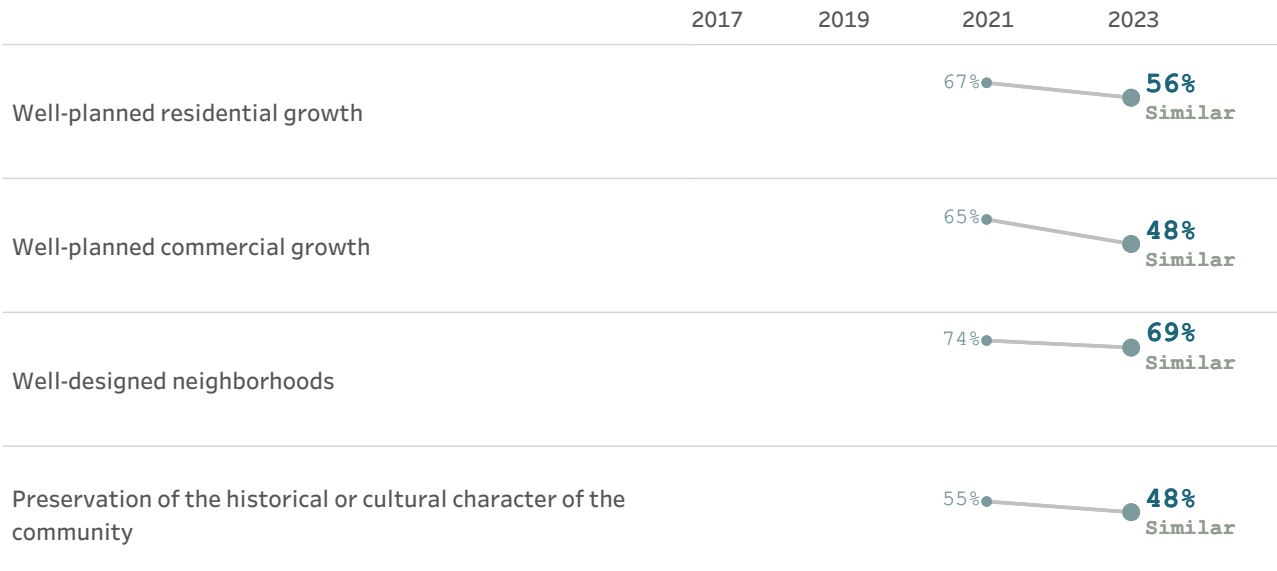 2017 2019 2021 2023
Well-planned residential growth 67% 56%
Similar
Well-planned commercial growth 65% 48%
Similar
Well-designed neighborhoods 74% 69%
Similar
Preservation of the historical or cultural character of the 55% 48%
community Similar